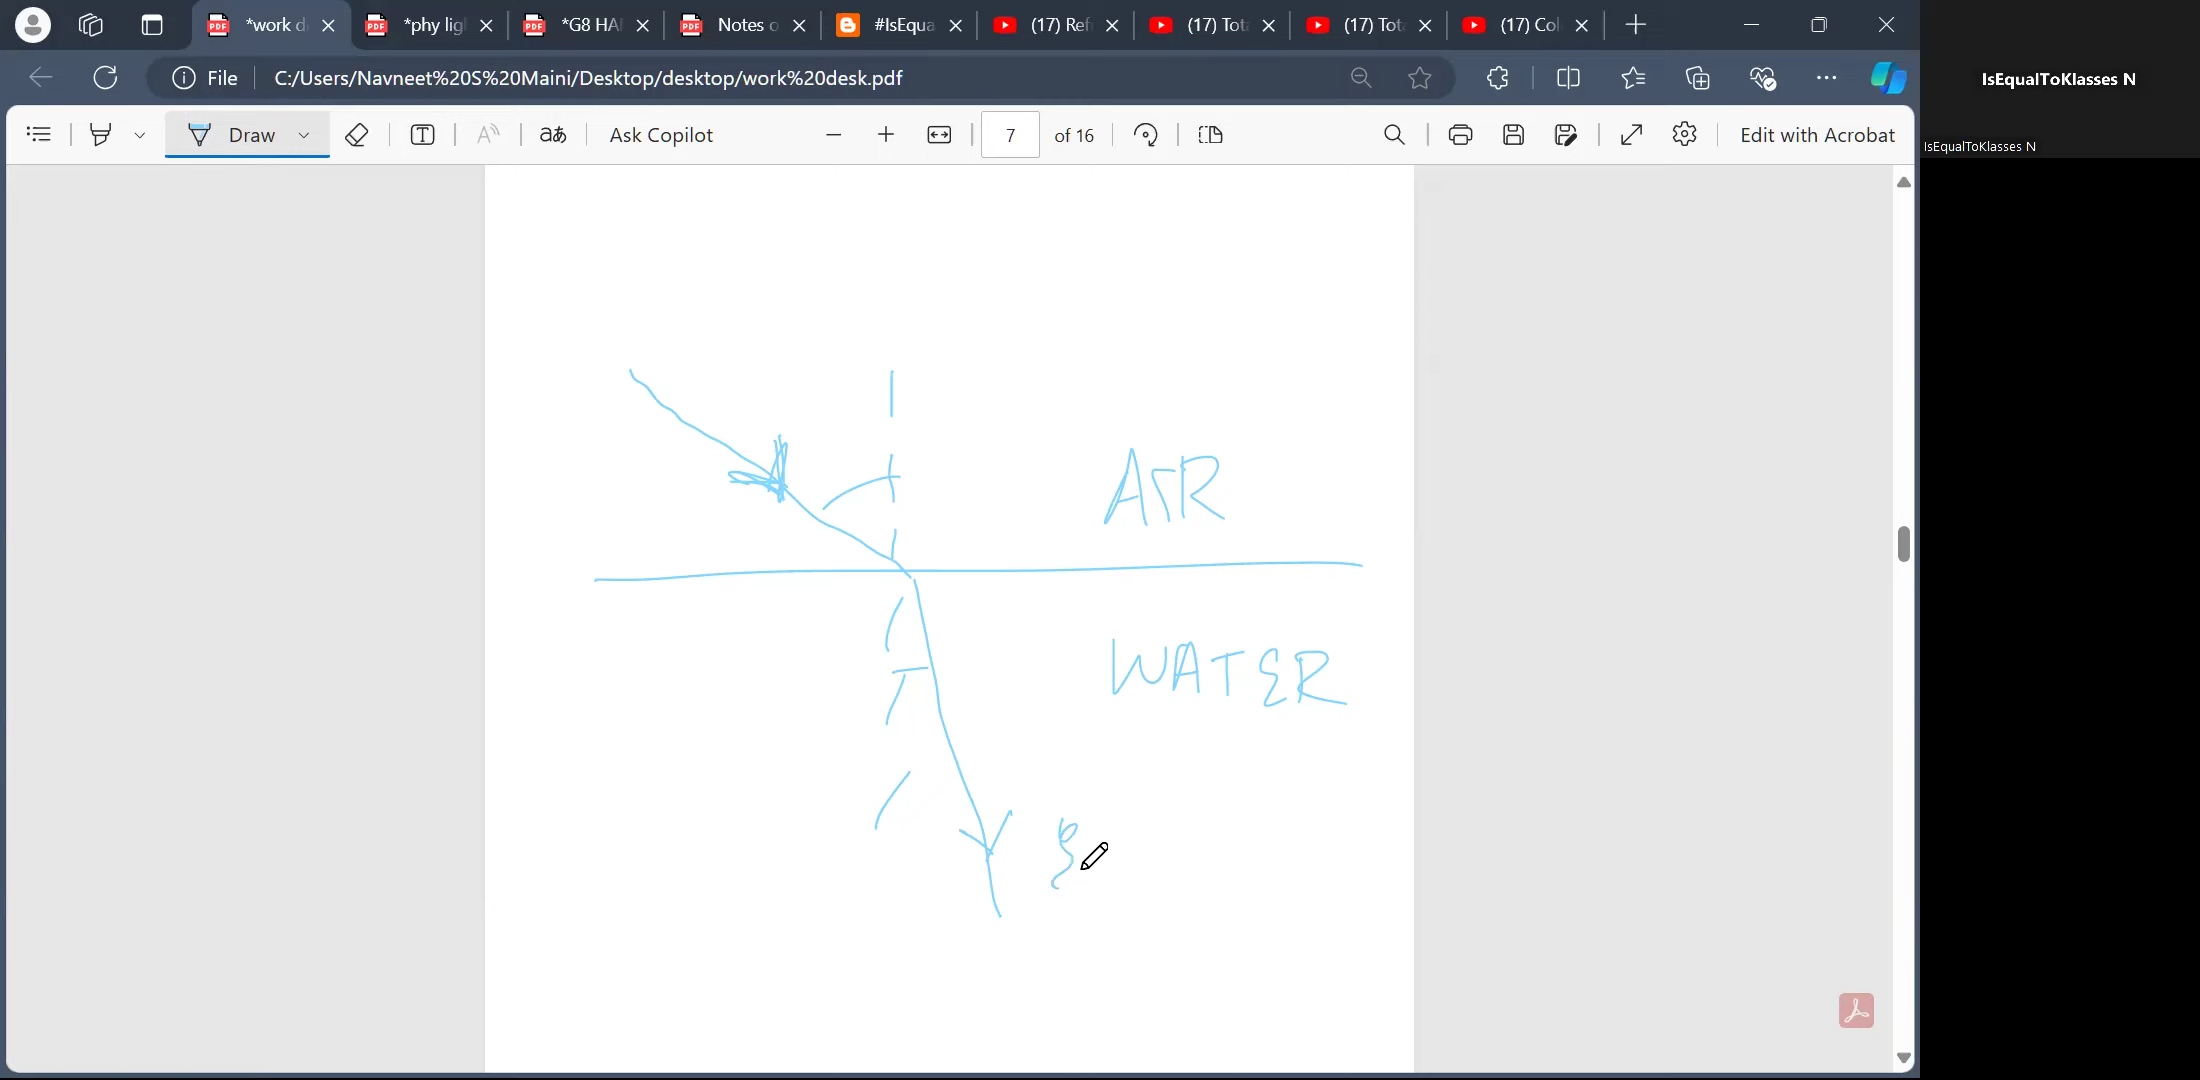 *work d
*phy lig
*G8 HA
Notes o
#IsEqua
(17) Ref
(17) Tot
(17) Tot
(17) Col
File
C:/Users/Navneet%20S%20Maini/Desktop/desktop/work%20desk.pdf
IsEqualToKlasses N
Draw
aあ
Ask Copilot
7 of 16
Edit with Acrobat
IsEqualToKlasses N
AIR
WATER